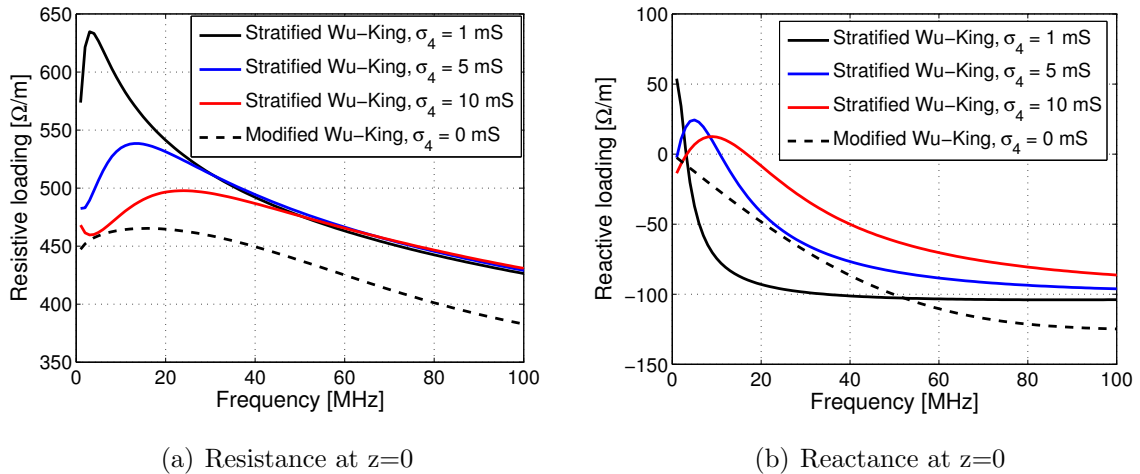 Resistive loading [Ω/m]
650
600
550
500
450
400
350
0
20
40
60
80
100
Frequency [MHz]
Stratified Wu−King, σ4 = 1 mS
Stratified Wu−King, σ4 = 5 mS
Stratified Wu−King, σ4 = 10 mS
Modified Wu−King, σ4 = 0 mS
(a) Resistance at z=0
Reactive loading [Ω/m]
100
50
0
−50
−100
−150
0
20
40
60
80
100
Frequency [MHz]
Stratified Wu−King, σ4 = 1 mS
Stratified Wu−King, σ4 = 5 mS
Stratified Wu−King, σ4 = 10 mS
Modified Wu−King, σ4 = 0 mS
(b) Reactance at z=0